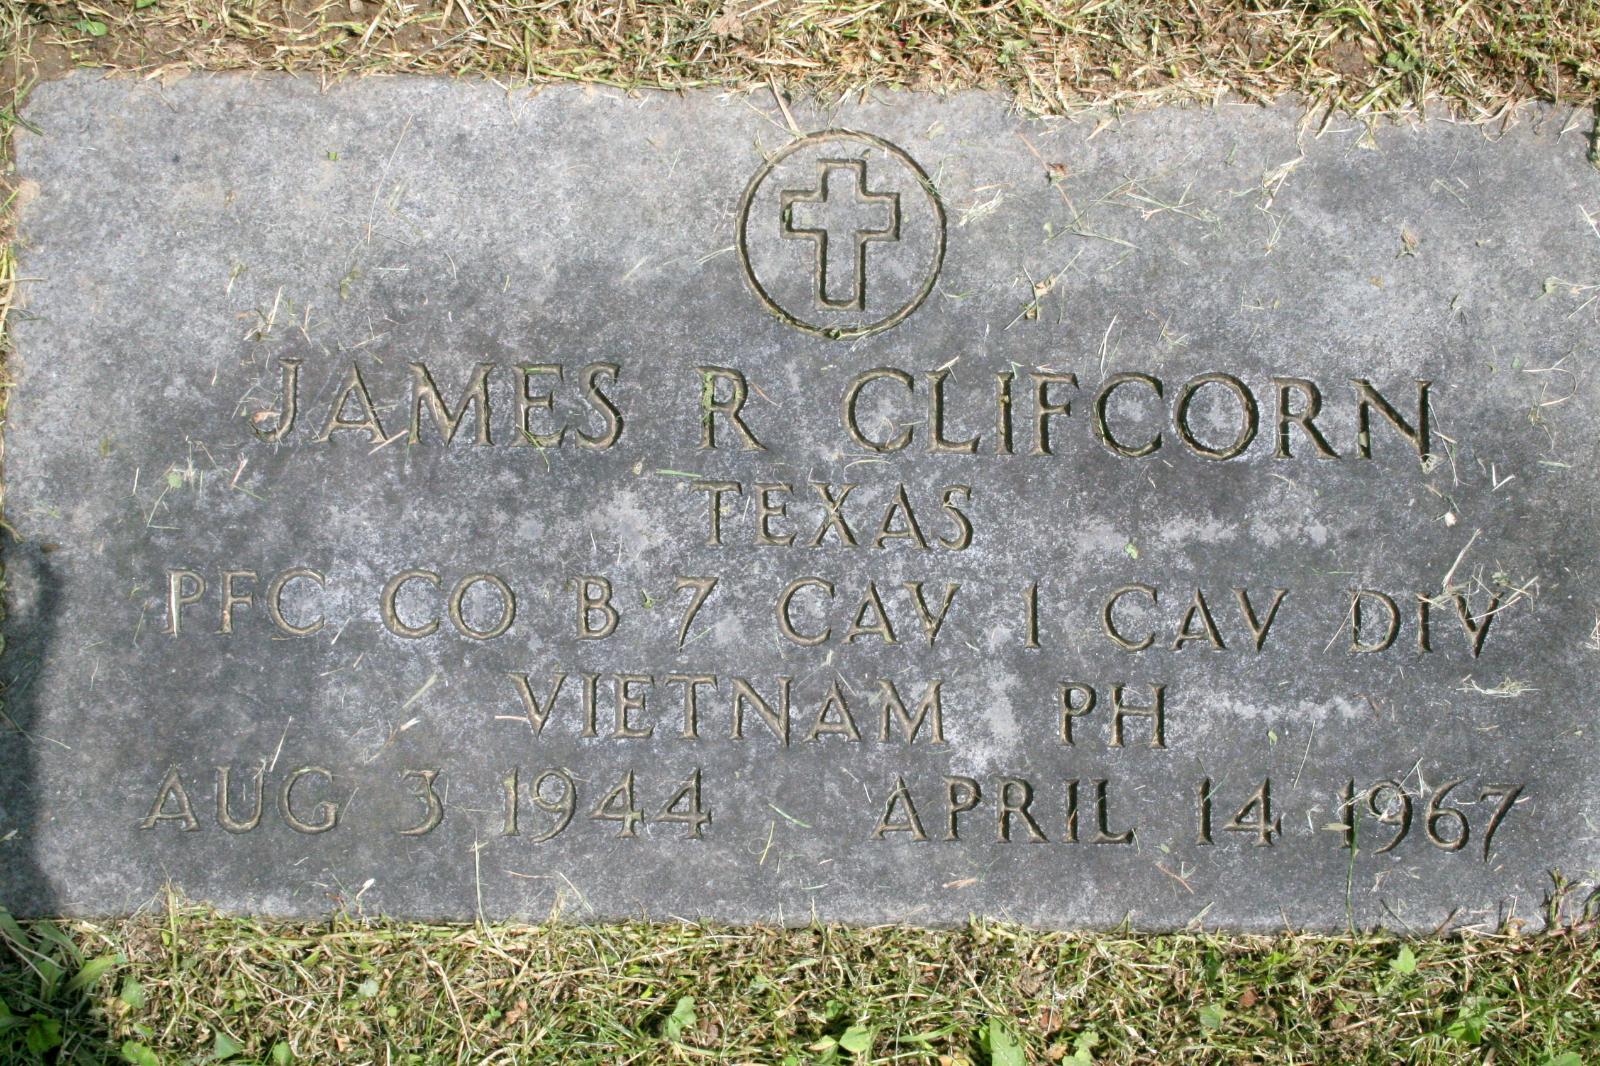 JAMES R CLIFCORN
TEXAS
PFC CO B 7 CAV 1 CAV DIV
VIETNAM PH
AUG 3 1944 APRIL 14 1967